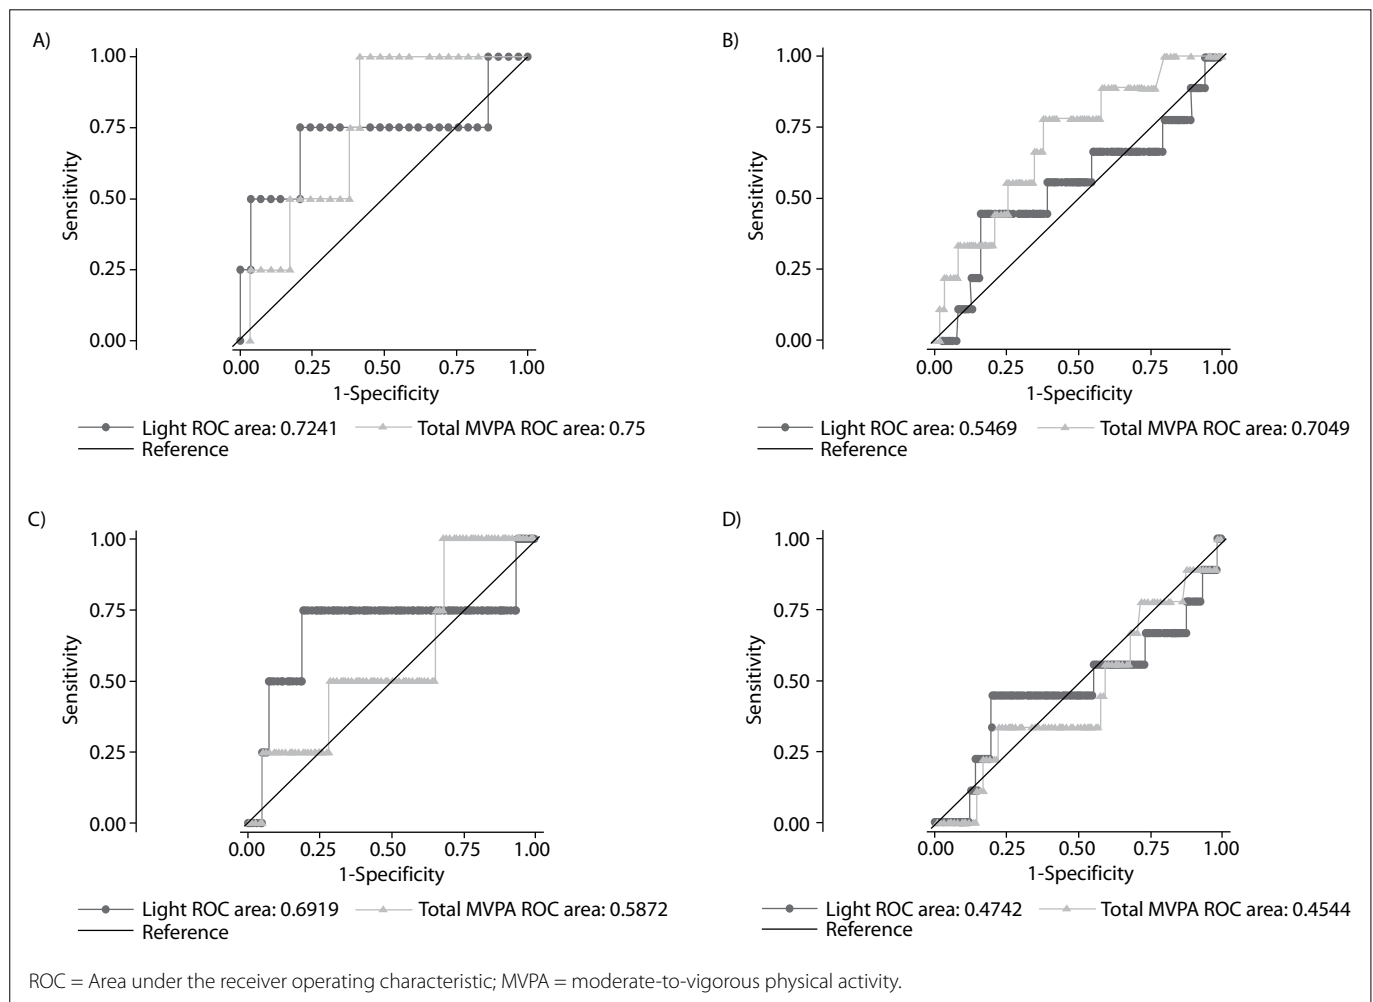 A)
1.00
0.75
0.50
0.25
0.00
Sensitivity
0.00 0.25 0.50 0.75 1.00
1-Specificity
Light ROC area: 0.7241 Total MVPA ROC area: 0.75
Reference
B)
1.00
0.75
0.50
0.25
0.00
Sensitivity
0.00 0.25 0.50 0.75 1.00
1-Specificity
Light ROC area: 0.5469 Total MVPA ROC area: 0.7049
Reference
C)
1.00
0.75
0.50
0.25
0.00
Sensitivity
0.00 0.25 0.50 0.75 1.00
1-Specificity
Light ROC area: 0.6919 Total MVPA ROC area: 0.5872
Reference
D)
1.00
0.75
0.50
0.25
0.00
Sensitivity
0.00 0.25 0.50 0.75 1.00
1-Specificity
Light ROC area: 0.4742 Total MVPA ROC area: 0.4544
Reference
ROC = Area under the receiver operating characteristic; MVPA = moderate-to-vigorous physical activity.